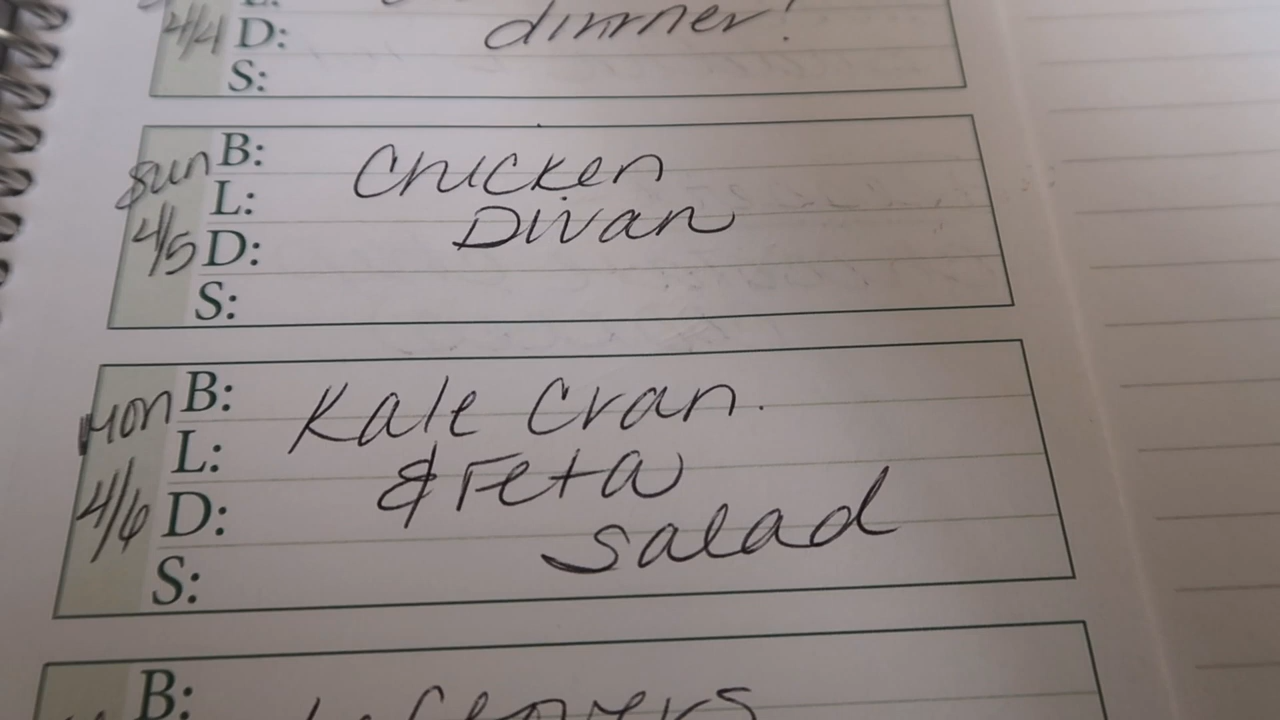 4/4 D: dinner!
S:
Sun B: Chicken
L:
4/5 D: Divan
S:
Mon B: Kale Cran.
L: & Feta
4/6 D: salad
S:
B: